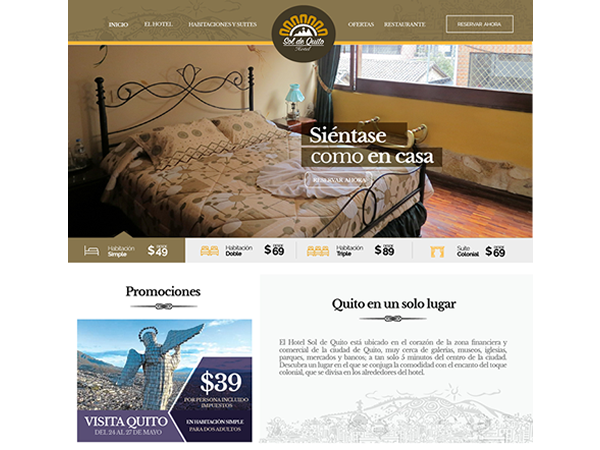 INICIO
EL HOTEL
HABITACIONES Y SUITES
Sol de Quito
Hotel
OFERTAS
RESTAURANTE
RESERVAR AHORA
Siéntase
como en casa
RESERVAR AHORA
Habitación
Simple
$49
Habitación
Doble
$69
Habitación
Triple
$89
Suite
Colonial
$69
Promociones
$39
POR PERSONA INCLUIDO
IMPUESTOS
VISITA QUITO
DEL 24 AL 27 DE MAYO
EN HABITACIÓN SIMPLE
PARA DOS ADULTOS
Quito en un solo lugar
El Hotel Sol de Quito está ubicado en el corazón de la zona financiera y
comercial de la ciudad de Quito, muy cerca de galerías, museos, iglesias,
parques, mercados y bancos; a tan solo 5 minutos del centro de la ciudad.
Descubra un lugar en el que se conjuga la comodidad con el encanto del toque
colonial, que se divis en los alrededores del hotel.